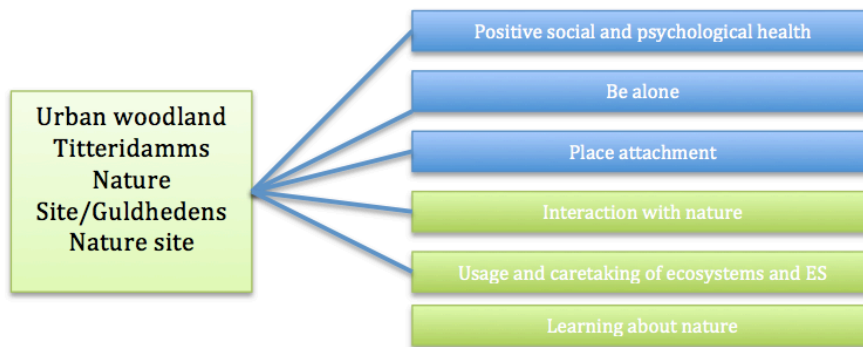 Urban woodland
Titteridamms
Nature
Site/Guldhedens
Nature site
Positive social and psychological health
Be alone
Place attachment
Interaction with nature
Usage and caretaking of ecosystems and ES
Learning about nature